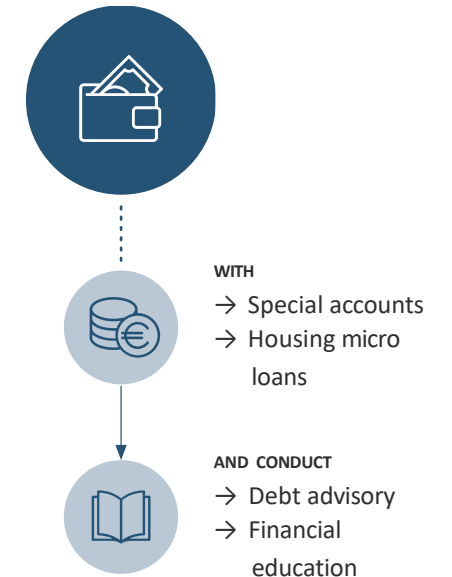 WITH
→ Special accounts
→ Housing micro
loans
AND CONDUCT
→ Debt advisory
→ Financial
education